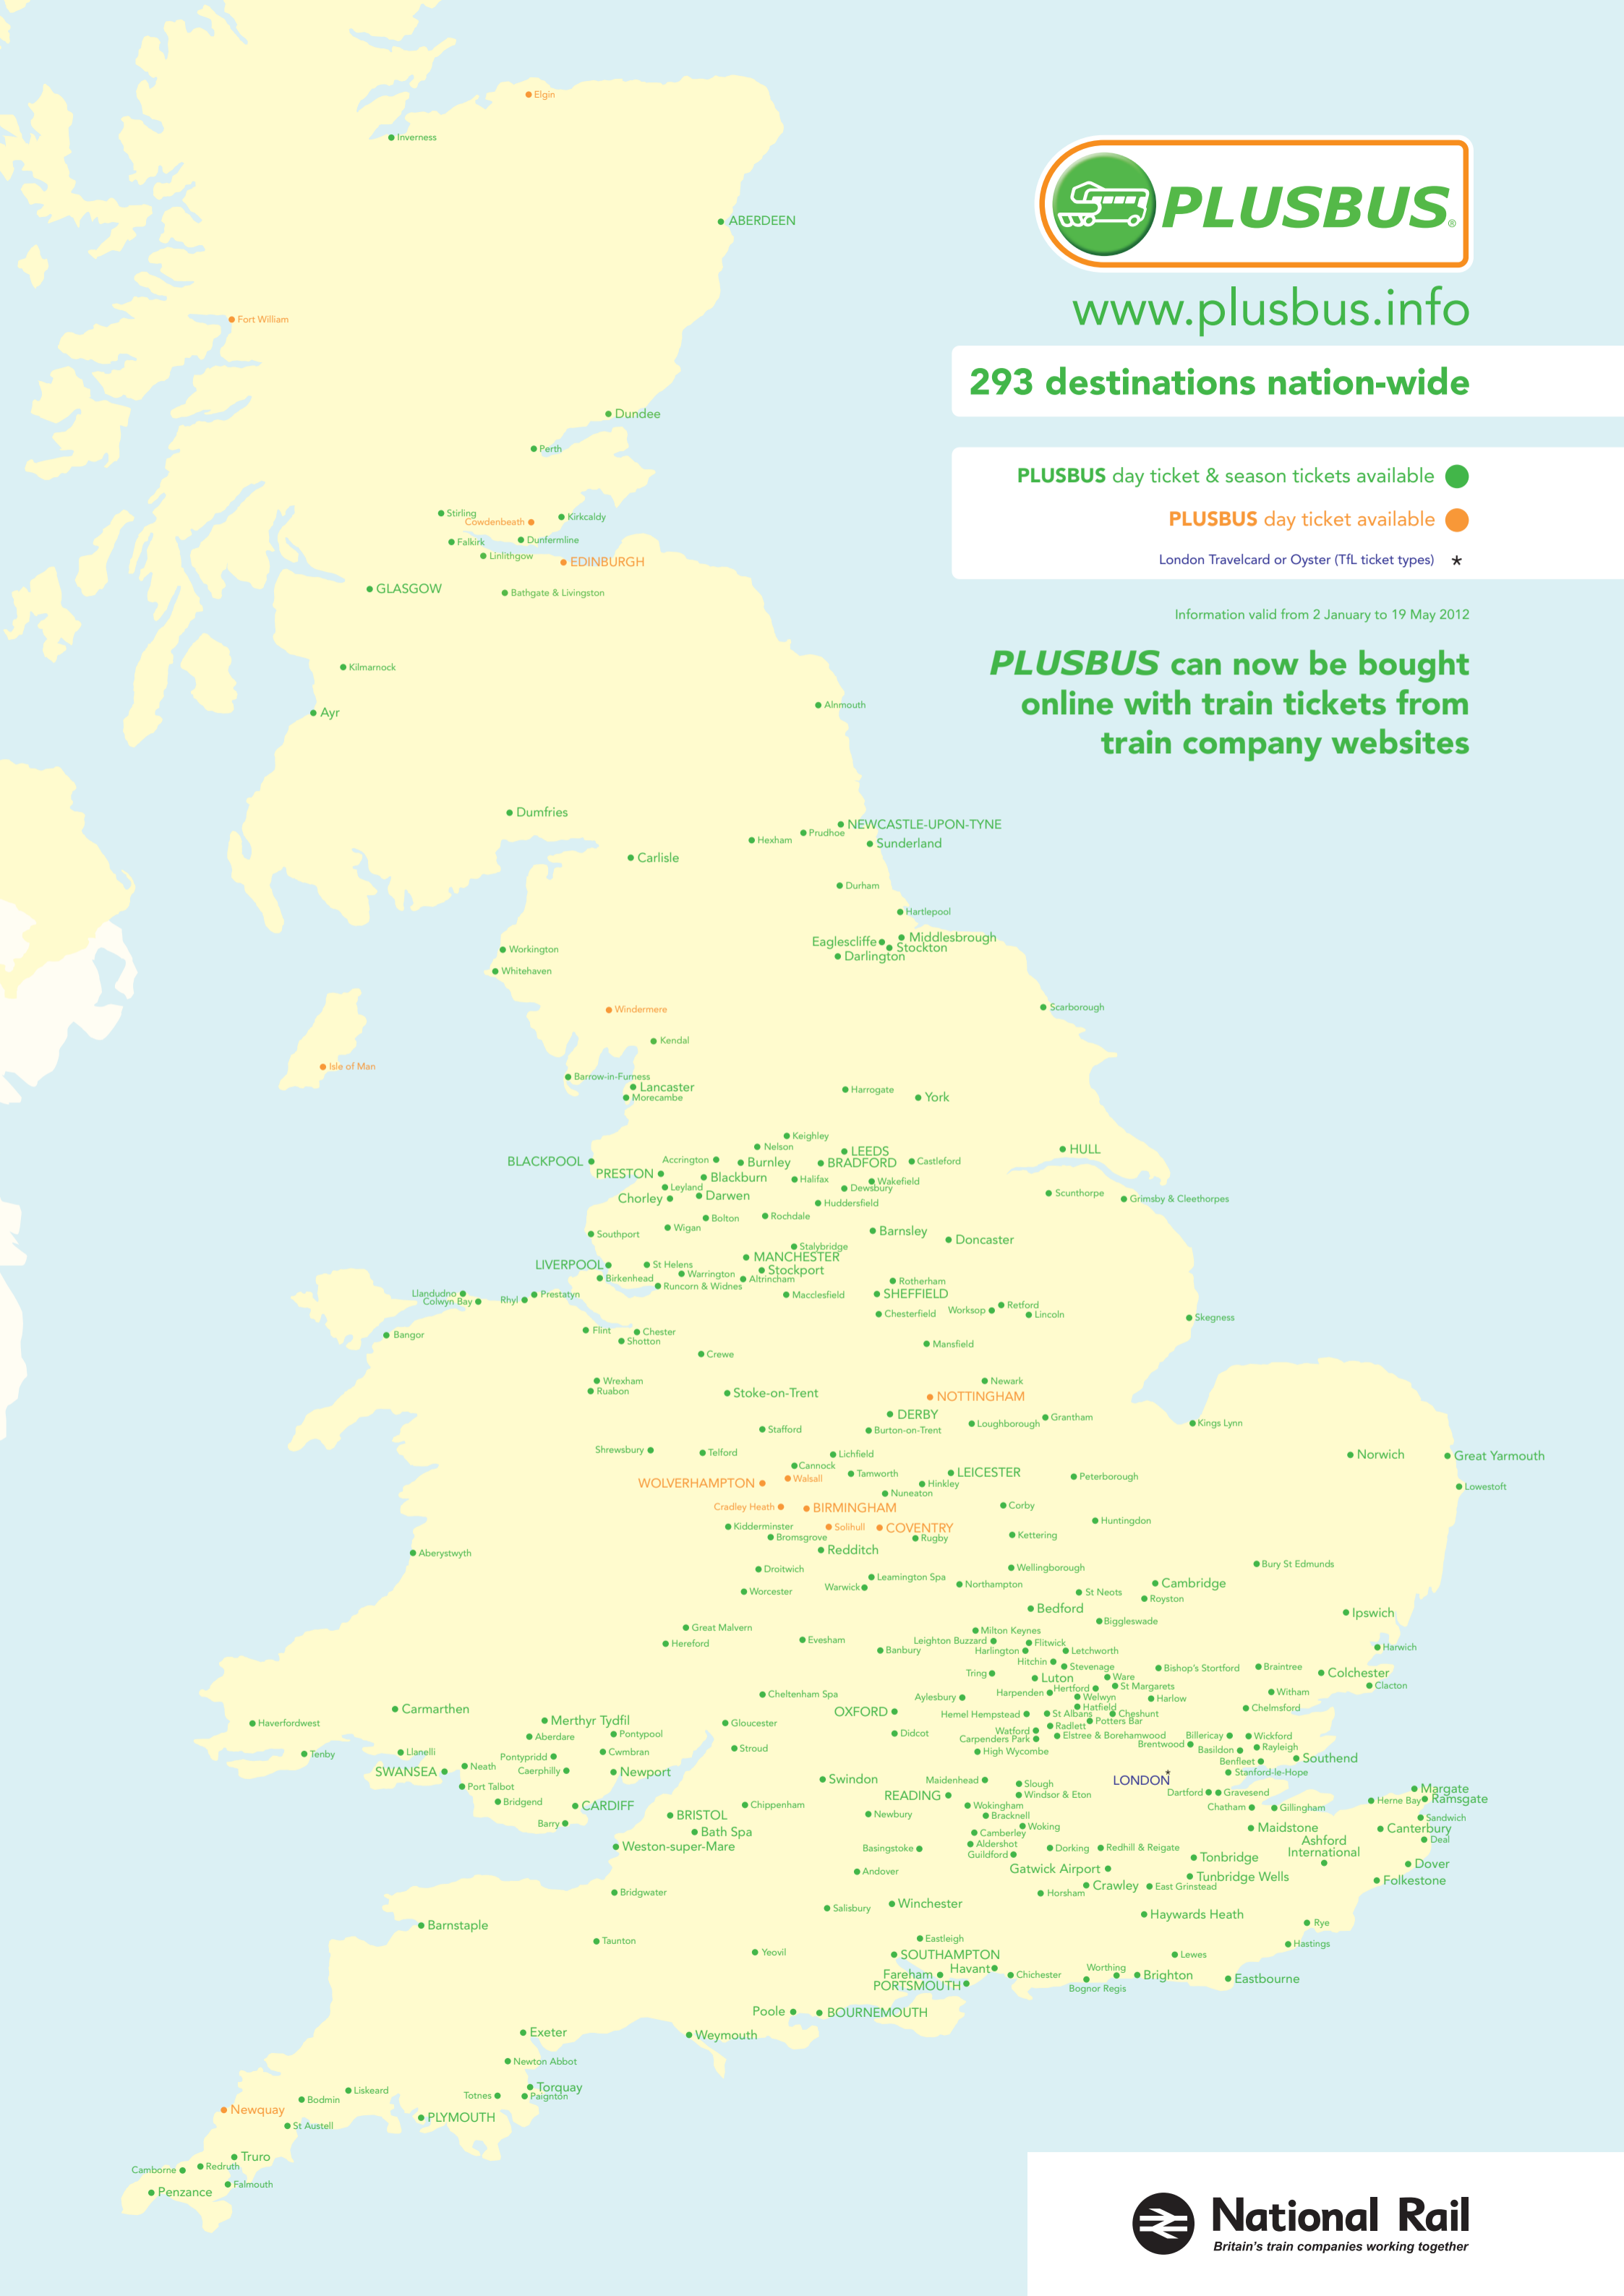 Elgin
Inverness
ABERDEEN
PLUSBUS®
www.plusbus.info
Fort William
293 destinations nation-wide
Dundee
Perth
PLUSBUS day ticket & season tickets available
PLUSBUS day ticket available
London Travelcard or Oyster (TfL ticket types) *
Information valid from 2 January to 19 May 2012
PLUSBUS can now be bought
online with train tickets from
train company websites
Stirling
Cowdenbeath
Kirkcaldy
Falkirk
Dunfermline
Linlithgow
EDINBURGH
GLASGOW
Bathgate & Livingston
Kilmarnock
Alnmouth
Ayr
Dumfries
NEWCASTLE-UPON-TYNE
Prudhoe
Hexham
Sunderland
Carlisle
Durham
Hartlepool
Middlesbrough
Eaglescliffe
Stockton
Workington
Darlington
Whitehaven
Scarborough
Windermere
Kendal
Isle of Man
Barrow-in-Furness
Lancaster
Harrogate
Morecambe
York
Keighley
Nelson
HULL
LEEDS
BLACKPOOL
Accrington
Burnley
BRADFORD
Castleford
PRESTON
Blackburn
Halifax
Wakefield
Leyland
Dewsbury
Scunthorpe
Chorley
Darwen
Grimsby & Cleethorpes
Huddersfield
Bolton
Rochdale
Wigan
Barnsley
Southport
Doncaster
Stalybridge
MANCHESTER
LIVERPOOL
St Helens
Stockport
Warrington
Birkenhead
Altrincham
Rotherham
Runcorn & Widnes
Llandudno
Prestatyn
Macclesfield
SHEFFIELD
Colwyn Bay
Rhyl
Retford
Worksop
Chesterfield
Lincoln
Skegness
Flint
Chester
Bangor
Shotton
Mansfield
Crewe
Wrexham
Newark
Ruabon
Stoke-on-Trent
NOTTINGHAM
DERBY
Grantham
Loughborough
Kings Lynn
Stafford
Burton-on-Trent
Shrewsbury
Telford
Lichfield
Norwich
Great Yarmouth
Cannock
Tamworth
LEICESTER
Peterborough
Walsall
WOLVERHAMPTON
Hinkley
Lowestoft
Nuneaton
Cradley Heath
BIRMINGHAM
Corby
Huntingdon
Kidderminster
Solihull
COVENTRY
Kettering
Bromsgrove
Rugby
Redditch
Aberystwyth
Bury St Edmunds
Droitwich
Wellingborough
Leamington Spa
Warwick
Northampton
Cambridge
Worcester
St Neots
Royston
Bedford
Ipswich
Biggleswade
Great Malvern
Milton Keynes
Evesham
Leighton Buzzard
Flitwick
Hereford
Harwich
Banbury
Harlington
Letchworth
Hitchin
Stevenage
Bishop's Stortford
Braintree
Tring
Luton
Ware
Colchester
St Margarets
Clacton
Hertford
Harpenden
Witham
Cheltenham Spa
Aylesbury
Welwyn
Harlow
Hatfield
Chelmsford
Carmarthen
OXFORD
Hemel Hempstead
St Albans
Cheshunt
Merthyr Tydfil
Potters Bar
Haverfordwest
Gloucester
Radlett
Watford
Pontypool
Didcot
Elstree & Borehamwood
Billericay
Wickford
Aberdare
Carpenders Park
Brentwood
Rayleigh
Stroud
Basildon
Llanelli
Cwmbran
High Wycombe
Tenby
Pontypridd
Southend
Benfleet
Neath
Caerphilly
SWANSEA
Newport
Stanford-le-Hope
Swindon
Maidenhead
LONDON*
Slough
Port Talbot
Margate
READING
Windsor & Eton
Dartford
Gravesend
Ramsgate
Bridgend
Herne Bay
CARDIFF
Chippenham
Wokingham
Chatham
Gillingham
BRISTOL
Newbury
Bracknell
Sandwich
Barry
Woking
Maidstone
Canterbury
Bath Spa
Camberley
Deal
Ashford
International
Weston-super-Mare
Aldershot
Basingstoke
Dorking
Redhill & Reigate
Guildford
Tonbridge
Dover
Gatwick Airport
Andover
Tunbridge Wells
Folkestone
Crawley
East Grinstead
Bridgwater
Horsham
Winchester
Salisbury
Haywards Heath
Barnstaple
Rye
Eastleigh
Taunton
Hastings
Yeovil
SOUTHAMPTON
Lewes
Havant
Fareham
Chichester
Worthing
Brighton
Eastbourne
PORTSMOUTH
Bognor Regis
Poole
BOURNEMOUTH
Exeter
Weymouth
Newton Abbot
Torquay
Liskeard
Totnes
Paignton
Bodmin
Newquay
PLYMOUTH
St Austell
Truro
Redruth
Camborne
Falmouth
Penzance
National Rail
Britain's train companies working together